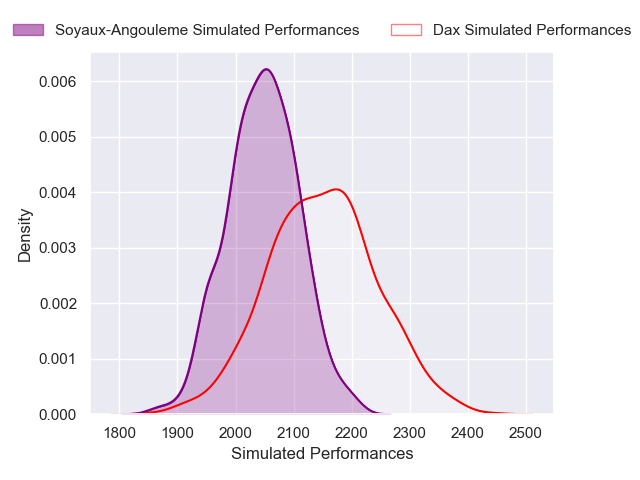 Soyaux-Angouleme Simulated Performances
Dax Simulated Performances
0.006
0.005
0.004
0.003
0.002
0.001
0.000
Density
1800 1900 2000 2100 2200 2300 2400 2500
Simulated Performances